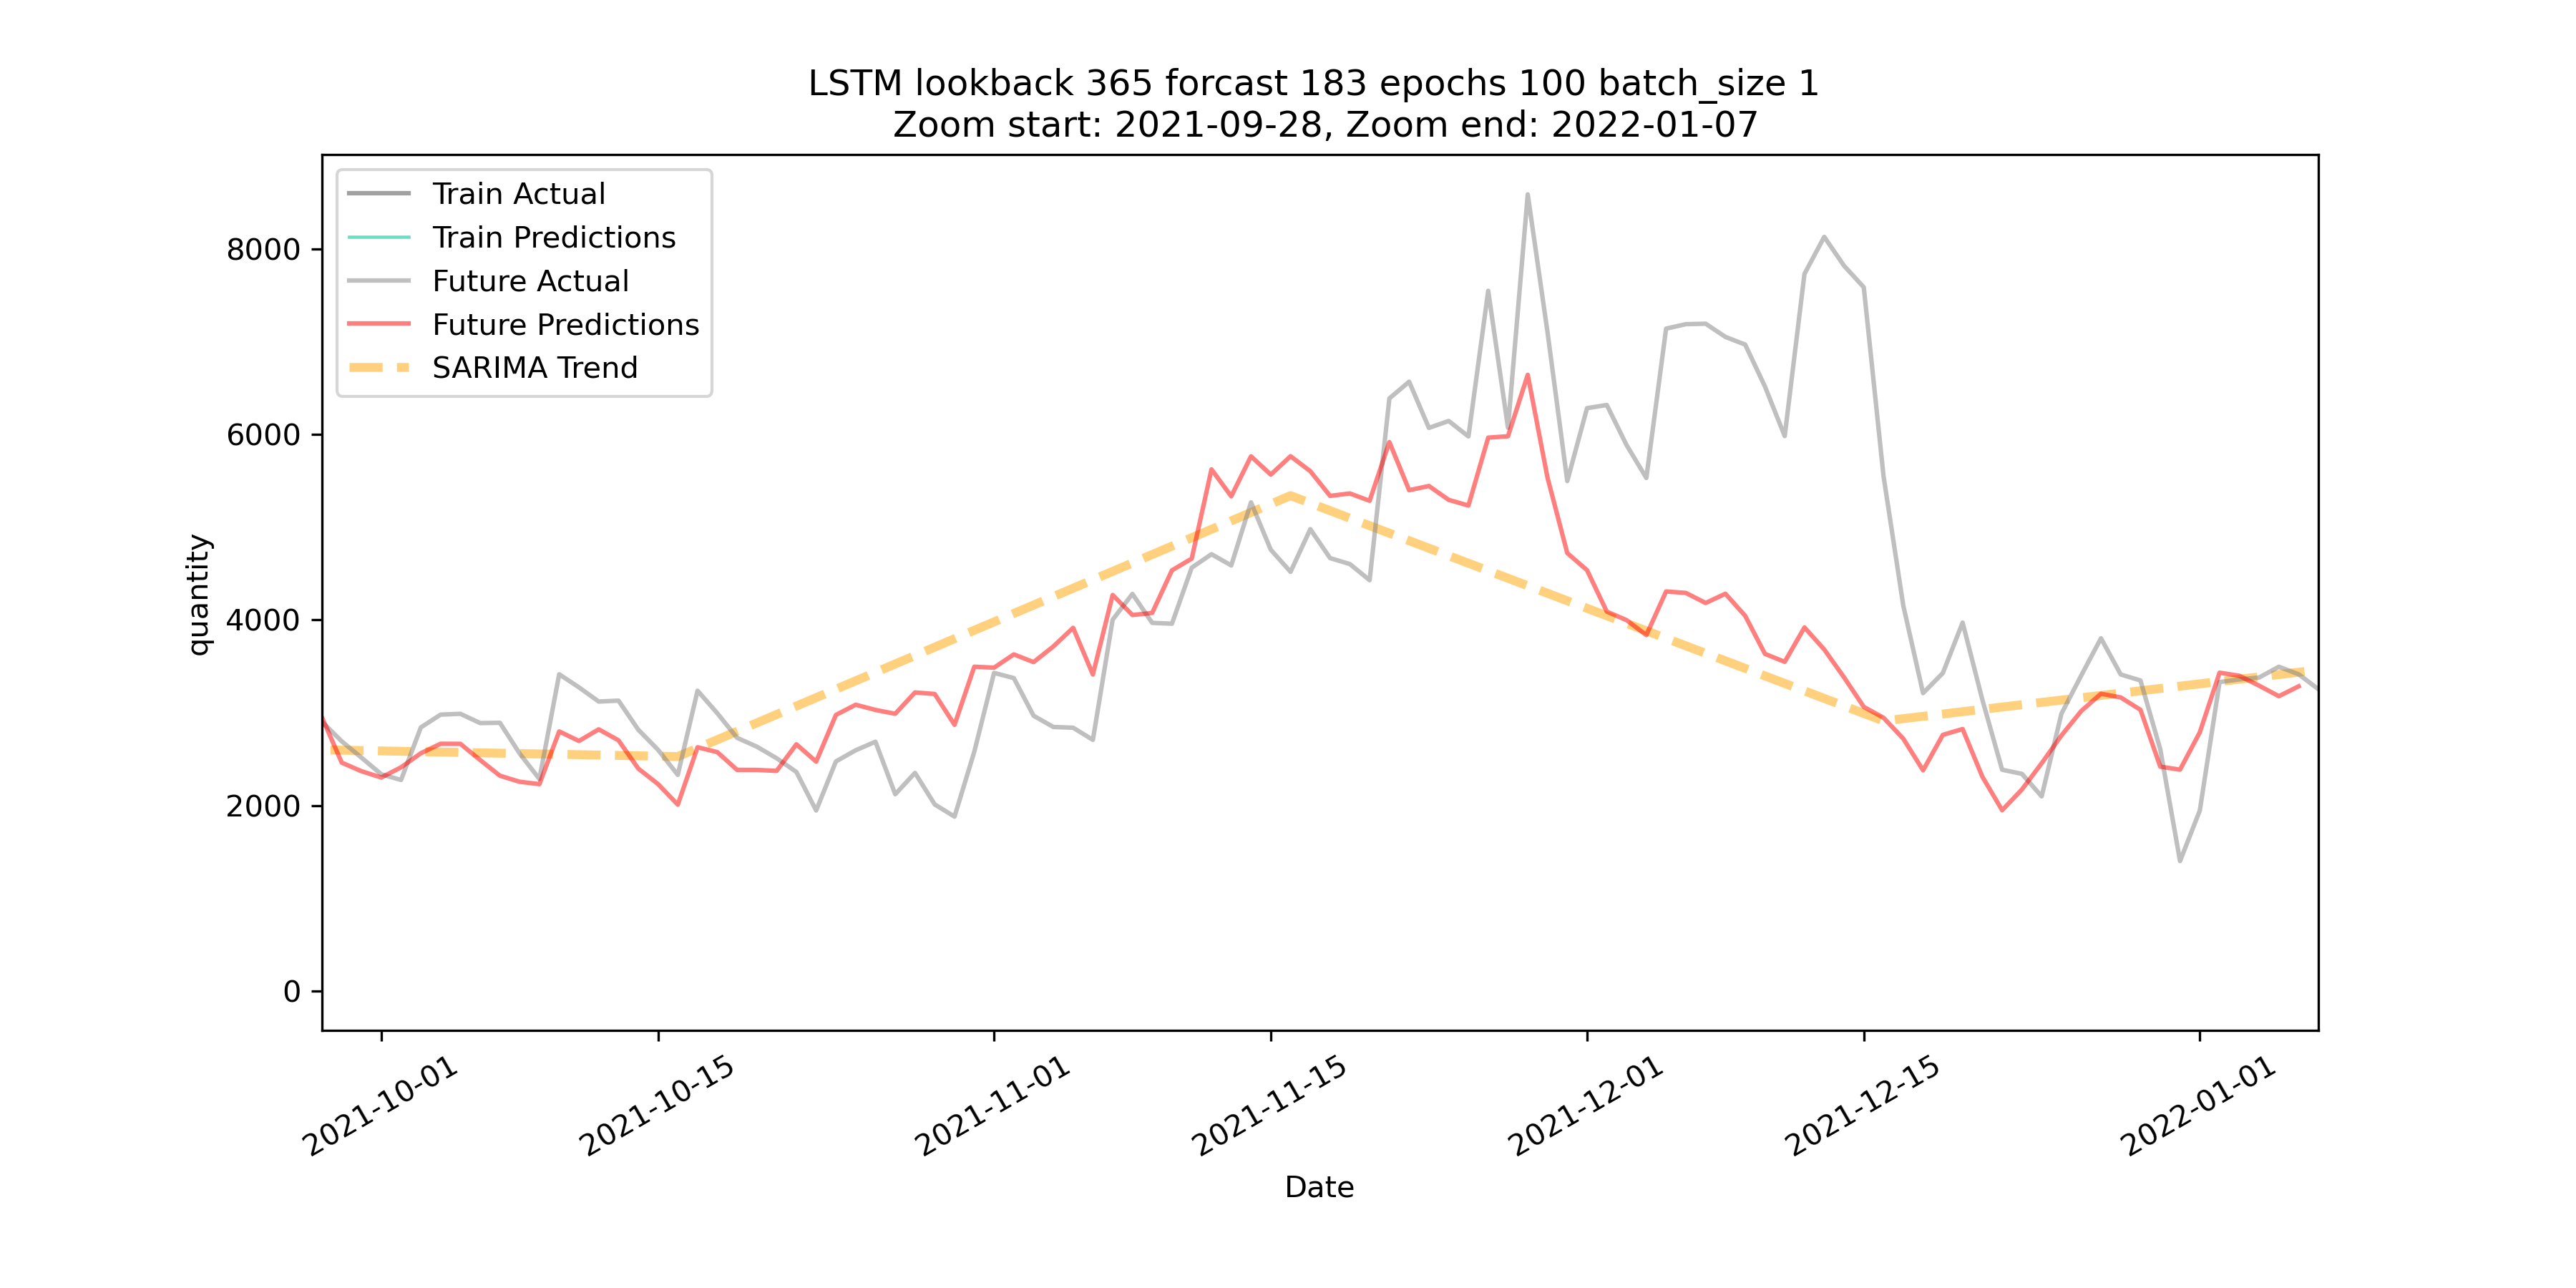 LSTM lookback 365 forcast 183 epochs 100 batch_size 1
Zoom start: 2021-09-28, Zoom end: 2022-01-07
Train Actual
Train Predictions
Future Actual
Future Predictions
SARIMA Trend
8000
6000
4000
2000
0
quantity
2021-10-01
2021-10-15
2021-11-01
2021-11-15
2021-12-01
2021-12-15
2022-01-01
Date